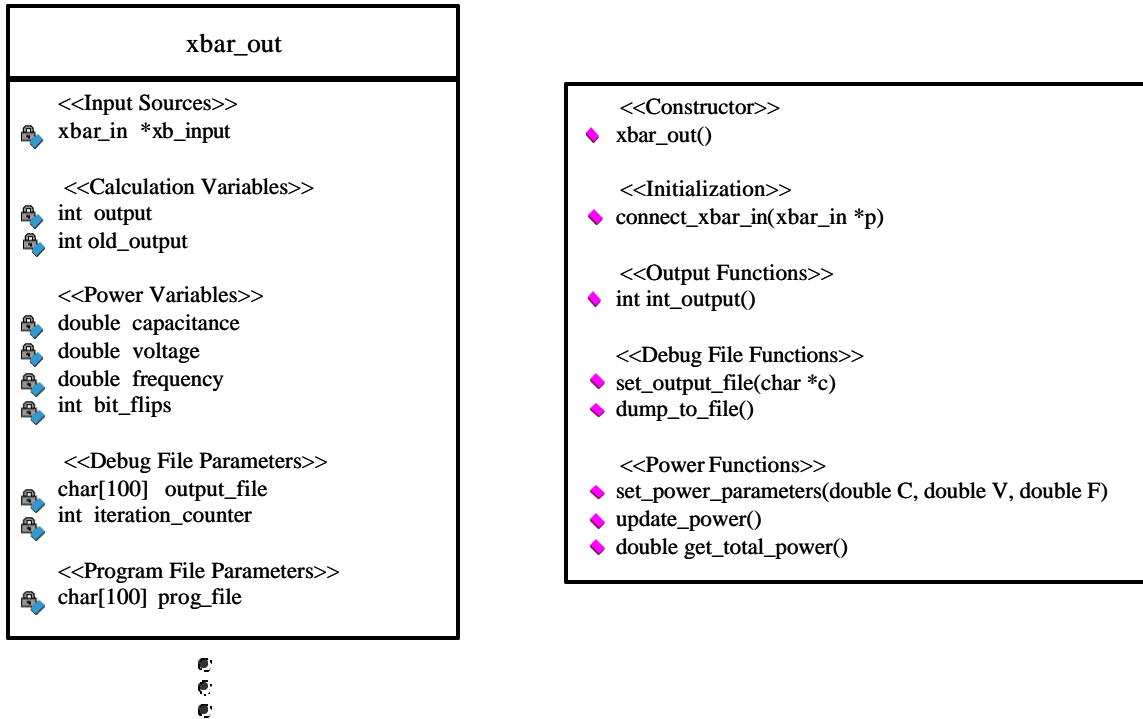 xbar_out
<<Input Sources>>
xbar_in *xb_input
<<Calculation Variables>>
int output
int old_output
<<Power Variables>>
double capacitance
double voltage
double frequency
int bit_flips
<<Debug File Parameters>>
char[100] output_file
int iteration_counter
<<Program File Parameters>>
char[100] prog_file
<<Constructor>>
xbar_out()
<<Initialization>>
connect_xbar_in(xbar_in *p)
<<Output Functions>>
int int_output()
<<Debug File Functions>>
set_output_file(char *c)
dump_to_file()
<<Power Functions>>
set_power_parameters(double C, double V, double F)
update_power()
double get_total_power()